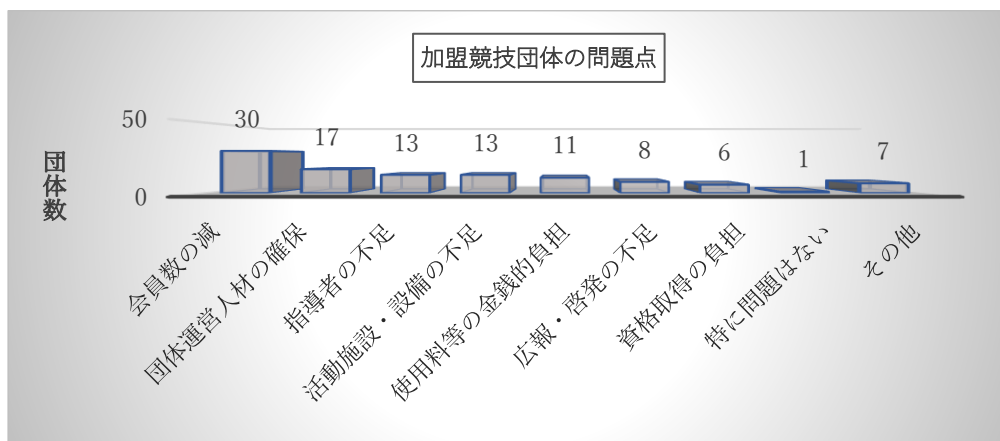 加盟競技団体の問題点
団体数
50
0
30
17
13
13
11
8
6
1
7
会員数の減
団体運営人材の確保
指導者の不足
活動施設・設備の不足
使用料等の金銭的負担
広報・啓発の不足
資格取得の負担
特に問題はない
その他